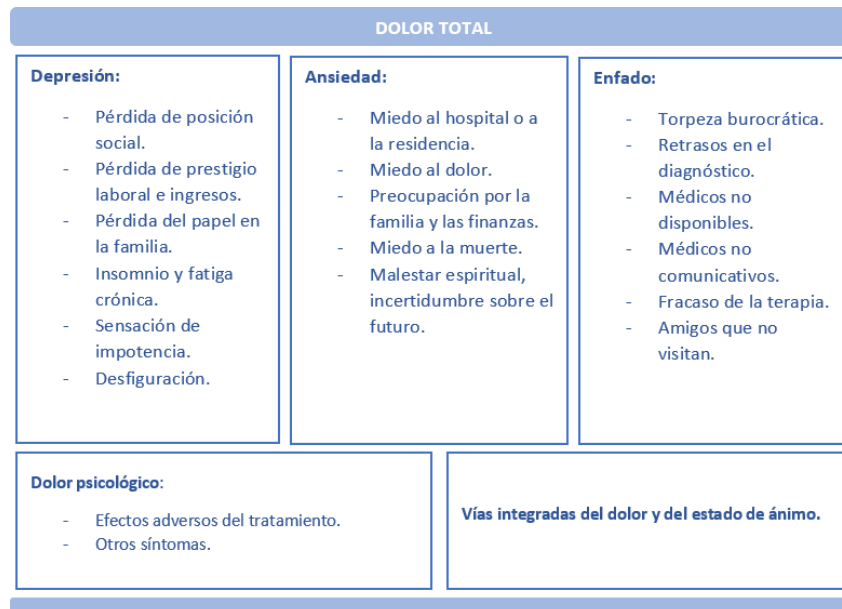 DOLOR TOTAL
Depresión:
- Pérdida de posición
social.
- Pérdida de prestigio
laboral e ingresos.
- Pérdida del papel en
la familia.
- Insomnio y fatiga
crónica.
- Sensación de
impotencia.
- Desfiguración.
Ansiedad:
- Miedo al hospital o a
la residencia.
- Miedo al dolor.
- Preocupación por la
familia y las finanzas.
- Miedo a la muerte.
- Malestar espiritual,
incertidumbre sobre el
futuro.
Enfado:
- Torpeza burocrática.
- Retrasos en el
diagnóstico.
- Médicos no
disponibles.
- Médicos no
comunicativos.
- Fracaso de la terapia.
- Amigos que no
visitan.
Dolor psicológico:
- Efectos adversos del tratamiento.
- Otros síntomas.
Vías integradas del dolor y del estado de ánimo.